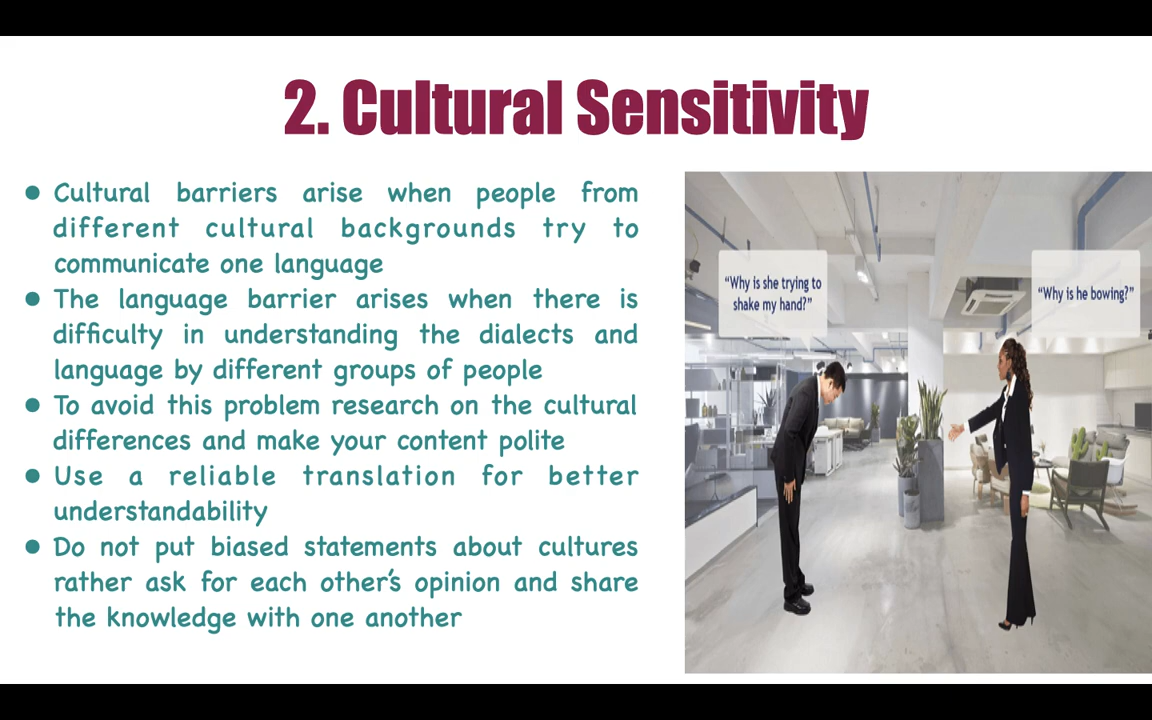 2. Cultural Sensitivity
● Cultural barriers arise when people from
different cultural backgrounds try to
communicate one language
● The language barrier arises when there is
difficulty in understanding the dialects and
language by different groups of people
● To avoid this problem research on the cultural
differences and make your content polite
● Use a reliable translation for better
understandability
● Do not put biased statements about cultures
rather ask for each other's opinion and share
the knowledge with one another
"Why is she trying to
shake my hand?"
"Why is he bowing?"